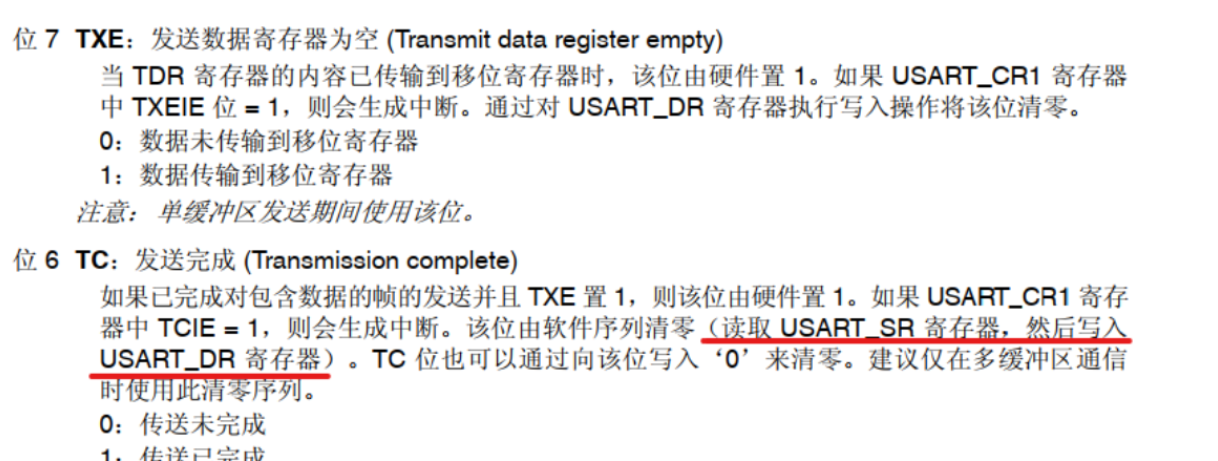 位 7 TXE：发送数据寄存器为空 (Transmit data register empty)
当 TDR 寄存器的内容已传输到移位寄存器时，该位由硬件置 1。如果 USART_CR1 寄存器
中 TXEIE 位 = 1，则会生成中断。通过对 USART_DR 寄存器执行写入操作将该位清零。
0：数据未传输到移位寄存器
1：数据传输到移位寄存器
注意：单缓冲区发送期间使用该位。
位 6 TC：发送完成 (Transmission complete)
如果已完成对包含数据的帧的发送并且 TXE 置 1，则该位由硬件置 1。如果 USART_CR1 寄存
器中 TCIE = 1，则会生成中断。该位由软件序列清零（读取 USART_SR 寄存器，然后写入
USART_DR 寄存器）。TC 位也可以通过向该位写入‘0’来清零。建议仅在多缓冲区通信
时使用此清零序列。
0：传送未完成
1：传送已完成